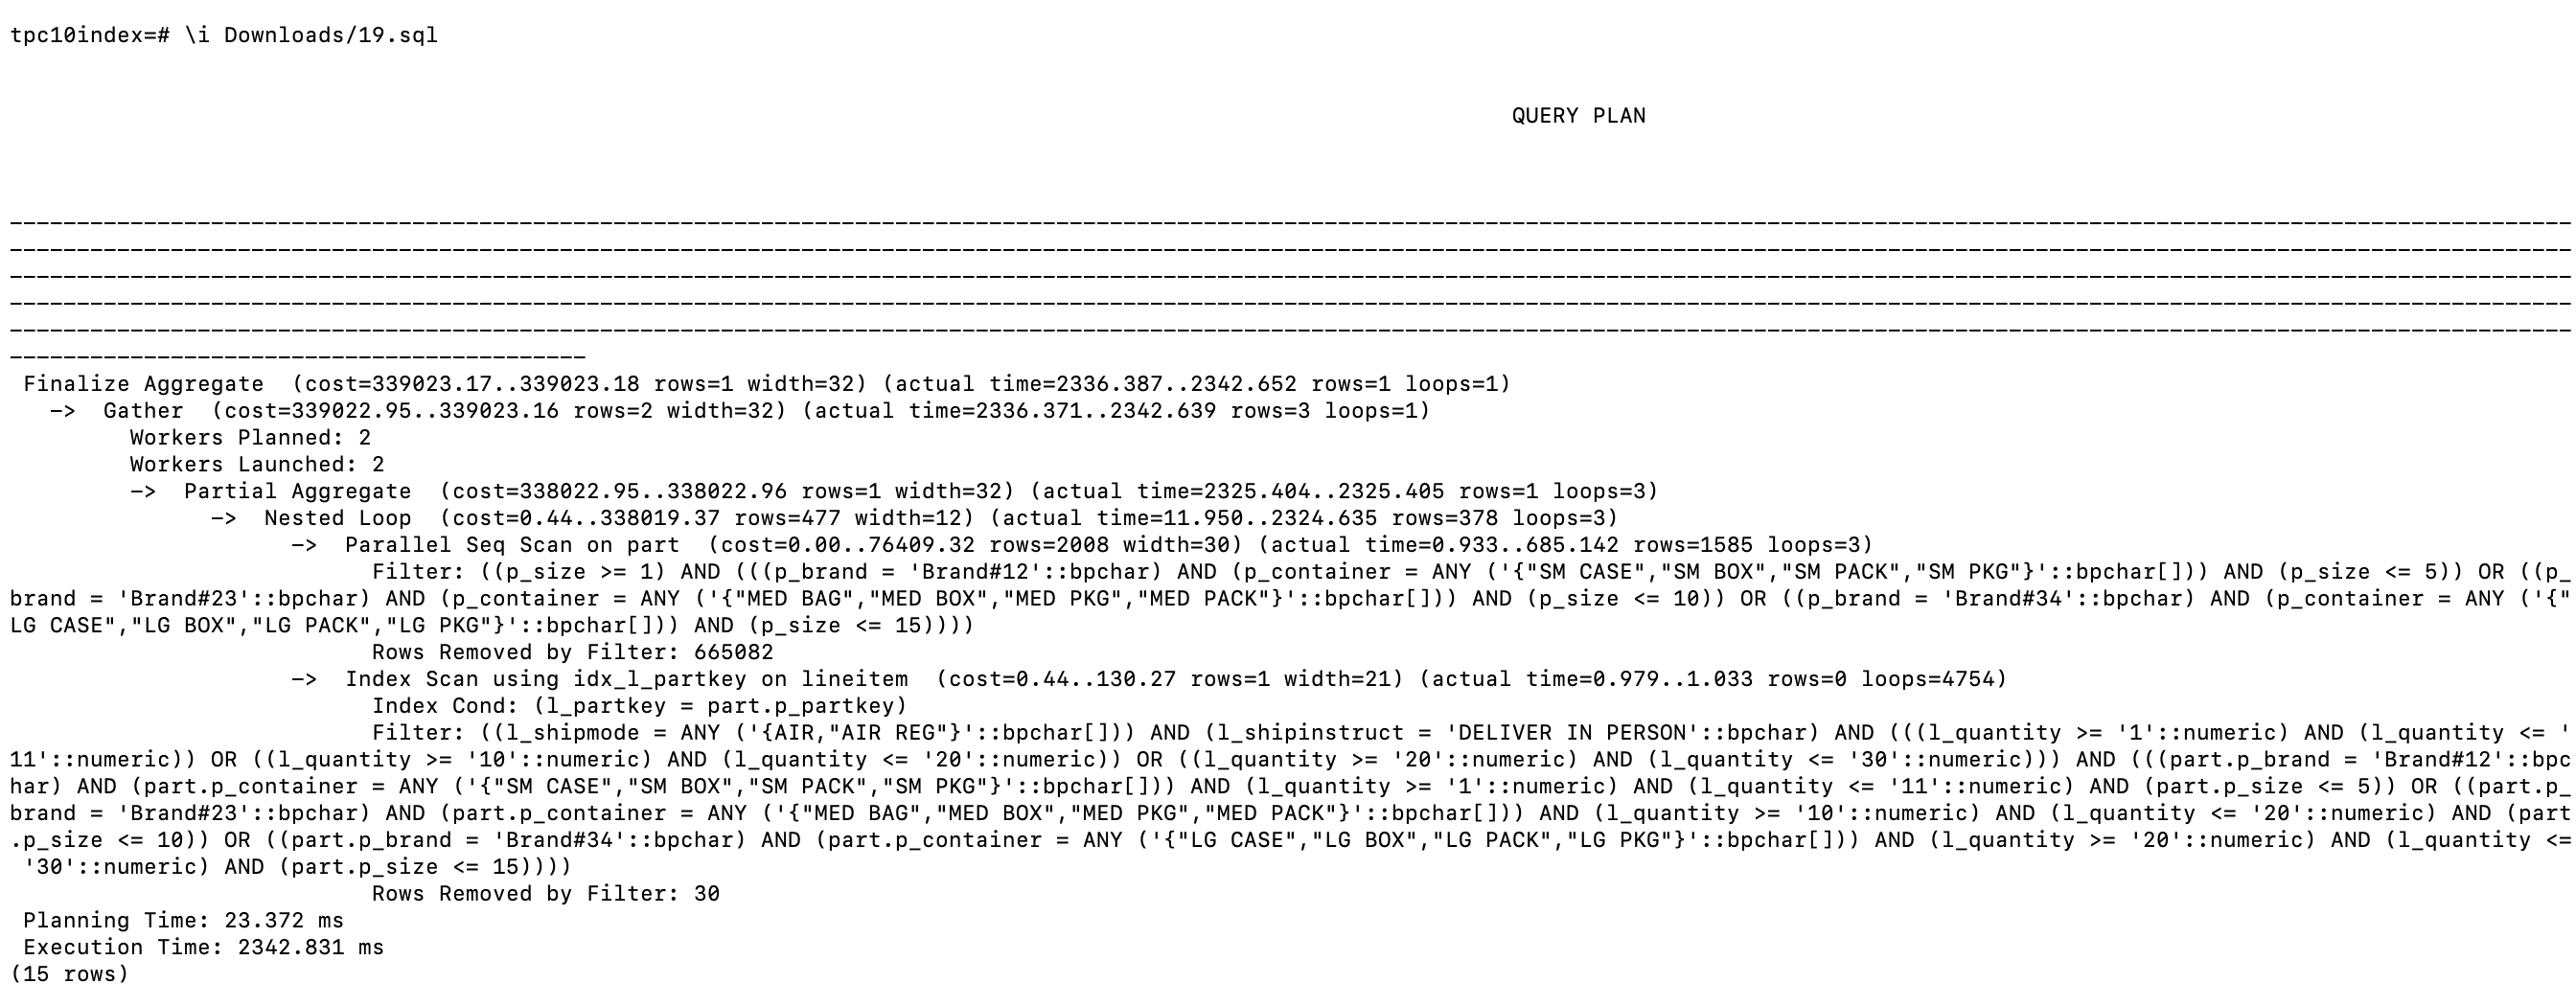 tpc10index=# \i Downloads/19.sql
QUERY PLAN
----------------------------------------------------------------------------------------------------------------------------------------------------------------------------------------------
----------------------------------------------------------------------------------------------------------------------------------------------------------------------------------------------
----------------------------------------------------------------------------------------------------------------------------------------------------------------------------------------------
----------------------------------------------------------------------------------------------------------------------------------------------------------------------------------------------
----------------------------------------------------------------------------------------------------------------------------------------------------------------------------------------------
-------------------------------------------
 Finalize Aggregate  (cost=339023.17..339023.18 rows=1 width=32) (actual time=2336.387..2342.652 rows=1 loops=1)
   ->  Gather  (cost=339022.95..339023.16 rows=2 width=32) (actual time=2336.371..2342.639 rows=3 loops=1)
         Workers Planned: 2
         Workers Launched: 2
         ->  Partial Aggregate  (cost=338022.95..338022.96 rows=1 width=32) (actual time=2325.404..2325.405 rows=1 loops=3)
               ->  Nested Loop  (cost=0.44..338019.37 rows=477 width=12) (actual time=11.950..2324.635 rows=378 loops=3)
                     ->  Parallel Seq Scan on part  (cost=0.00..76409.32 rows=2008 width=30) (actual time=0.933..685.142 rows=1585 loops=3)
                           Filter: ((p_size >= 1) AND (((p_brand = 'Brand#12'::bpchar) AND (p_container = ANY ('{"SM CASE","SM BOX","SM PACK","SM PKG"}'::bpchar[])) AND (p_size <= 5)) OR ((p_
brand = 'Brand#23'::bpchar) AND (p_container = ANY ('{"MED BAG","MED BOX","MED PKG","MED PACK"}'::bpchar[])) AND (p_size <= 10)) OR ((p_brand = 'Brand#34'::bpchar) AND (p_container = ANY ('{"
LG CASE","LG BOX","LG PACK","LG PKG"}'::bpchar[])) AND (p_size <= 15))))
                           Rows Removed by Filter: 665082
                     ->  Index Scan using idx_l_partkey on lineitem  (cost=0.44..130.27 rows=1 width=21) (actual time=0.979..1.033 rows=0 loops=4754)
                           Index Cond: (l_partkey = part.p_partkey)
                           Filter: ((l_shipmode = ANY ('{AIR,"AIR REG"}'::bpchar[])) AND (l_shipinstruct = 'DELIVER IN PERSON'::bpchar) AND (((l_quantity >= '1'::numeric) AND (l_quantity <= '
11'::numeric)) OR ((l_quantity >= '10'::numeric) AND (l_quantity <= '20'::numeric)) OR ((l_quantity >= '20'::numeric) AND (l_quantity <= '30'::numeric))) AND (((part.p_brand = 'Brand#12'::bpc
har) AND (part.p_container = ANY ('{"SM CASE","SM BOX","SM PACK","SM PKG"}'::bpchar[])) AND (l_quantity >= '1'::numeric) AND (l_quantity <= '11'::numeric) AND (part.p_size <= 5)) OR ((part.p_
brand = 'Brand#23'::bpchar) AND (part.p_container = ANY ('{"MED BAG","MED BOX","MED PKG","MED PACK"}'::bpchar[])) AND (l_quantity >= '10'::numeric) AND (l_quantity <= '20'::numeric) AND (part
.p_size <= 10)) OR ((part.p_brand = 'Brand#34'::bpchar) AND (part.p_container = ANY ('{"LG CASE","LG BOX","LG PACK","LG PKG"}'::bpchar[])) AND (l_quantity >= '20'::numeric) AND (l_quantity <=
 '30'::numeric) AND (part.p_size <= 15))))
                           Rows Removed by Filter: 30
 Planning Time: 23.372 ms
 Execution Time: 2342.831 ms
(15 rows)